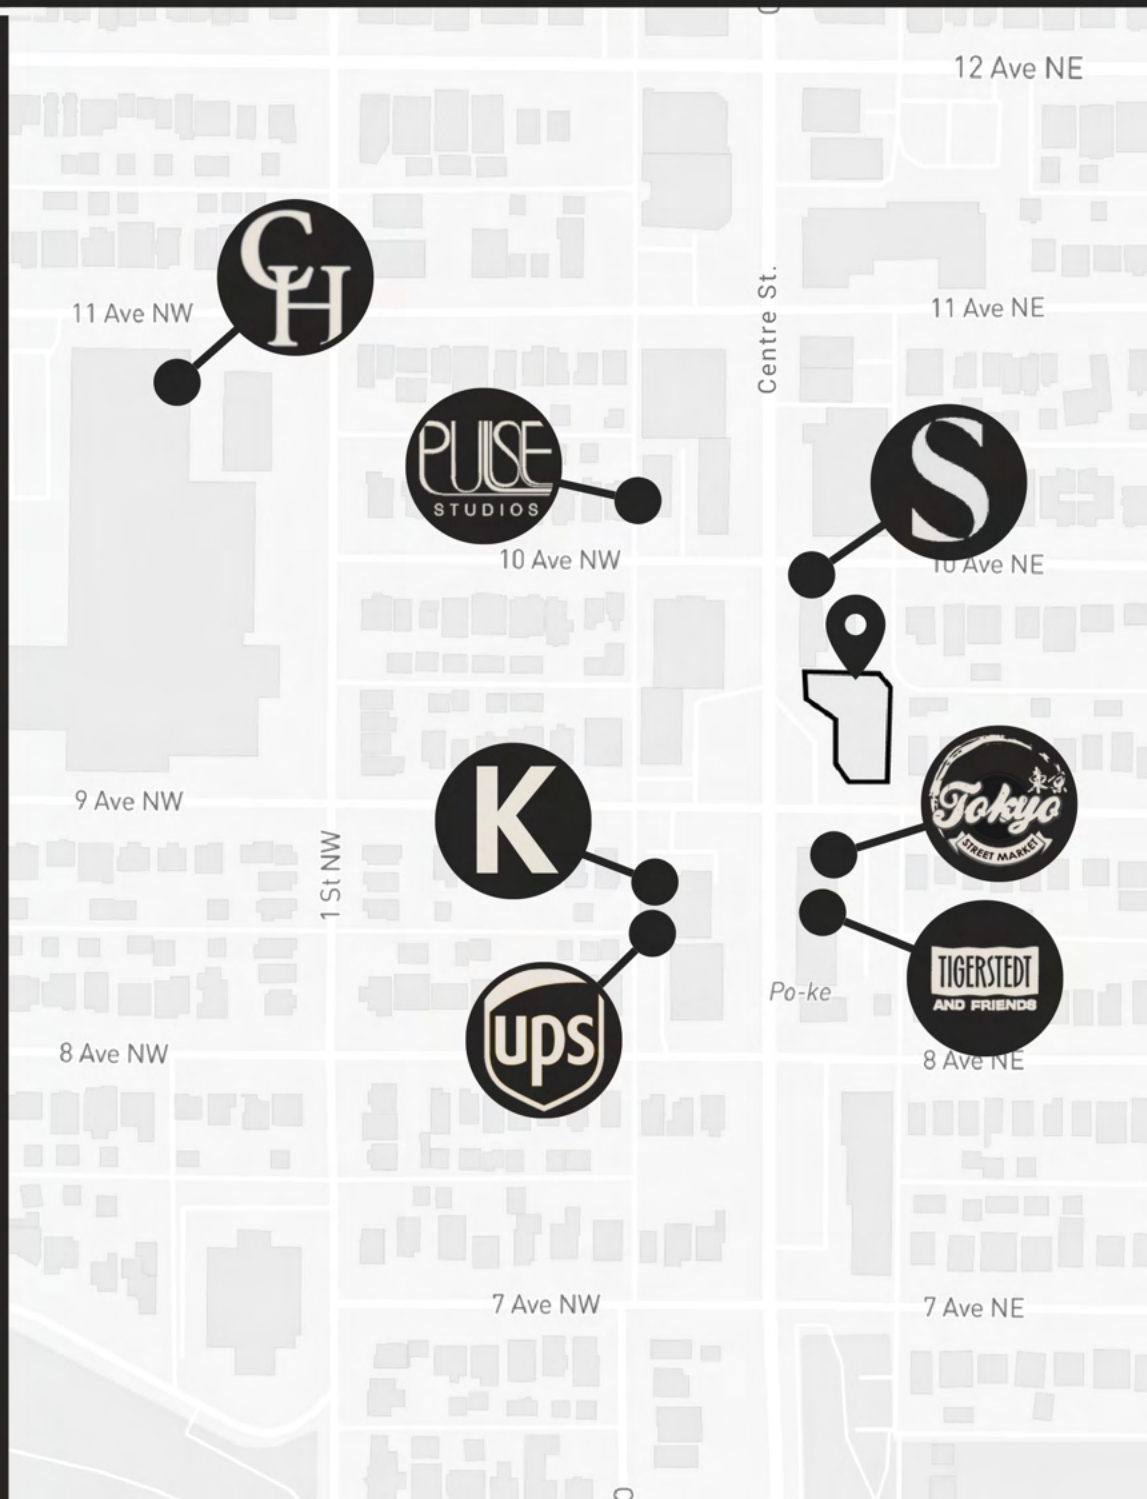 12 Ave NE
CH
11 Ave NW
11 Ave NE
Centre St.
PULSE
STUDIOS
S
10 Ave NW
10 Ave NE
K
9 Ave NW
東京
Tokyo
STREET MARKET
1 St NW
ups
TIGERSTEDT
AND FRIENDS
Po-ke
8 Ave NW
8 Ave NE
7 Ave NW
7 Ave NE